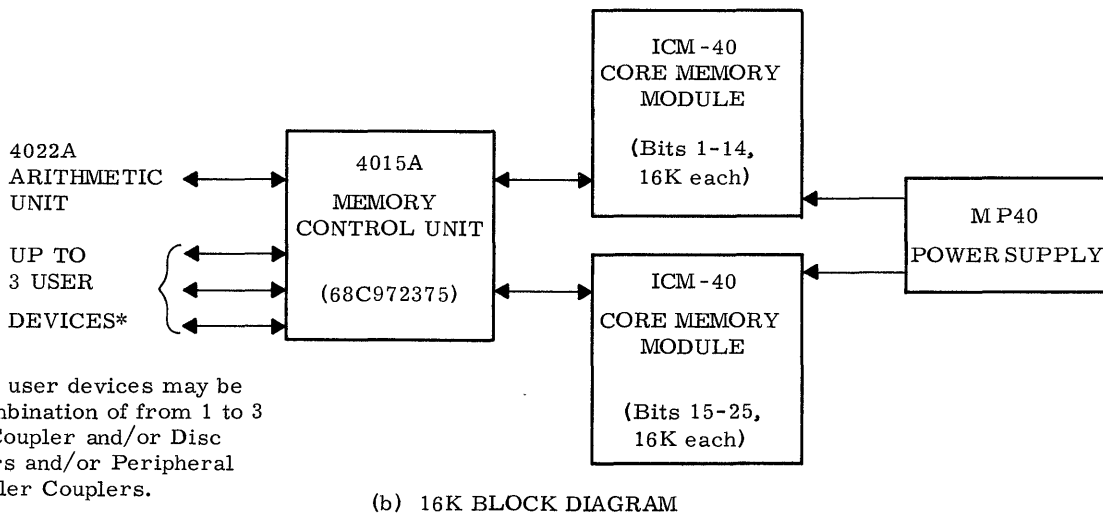 4022A
ARITHMETIC
UNIT
UP TO
3 USER
DEVICES*
4015A
MEMORY
CONTROL UNIT
(68C972375)
ICM-40
CORE MEMORY
MODULE
(Bits 1-14,
16K each)
ICM-40
CORE MEMORY
MODULE
(Bits 15-25,
16K each)
MP40
POWER SUPPLY
user devices may be
of from 1 to 3
Coupler and/or Disc
and/or Peripheral
Couplers.
(b) 16K BLOCK DIAGRAM